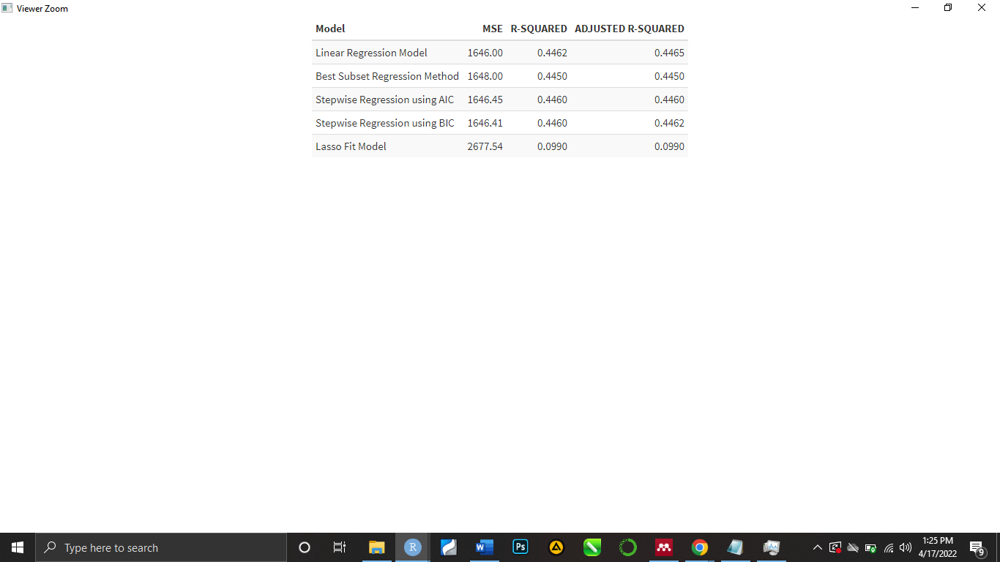 Viewer Zoom
Model MSE R-SQUARED ADJUSTED R-SQUARED
Linear Regression Model 1646.00 0.4462 0.4465
Best Subset Regression Method 1648.00 0.4450 0.4450
Stepwise Regression using AIC 1646.45 0.4460 0.4460
Stepwise Regression using BIC 1646.41 0.4460 0.4462
Lasso Fit Model 2677.54 0.0990 0.0990
Type here to search
R
W
Ps
1:25 PM
4/17/2022
9